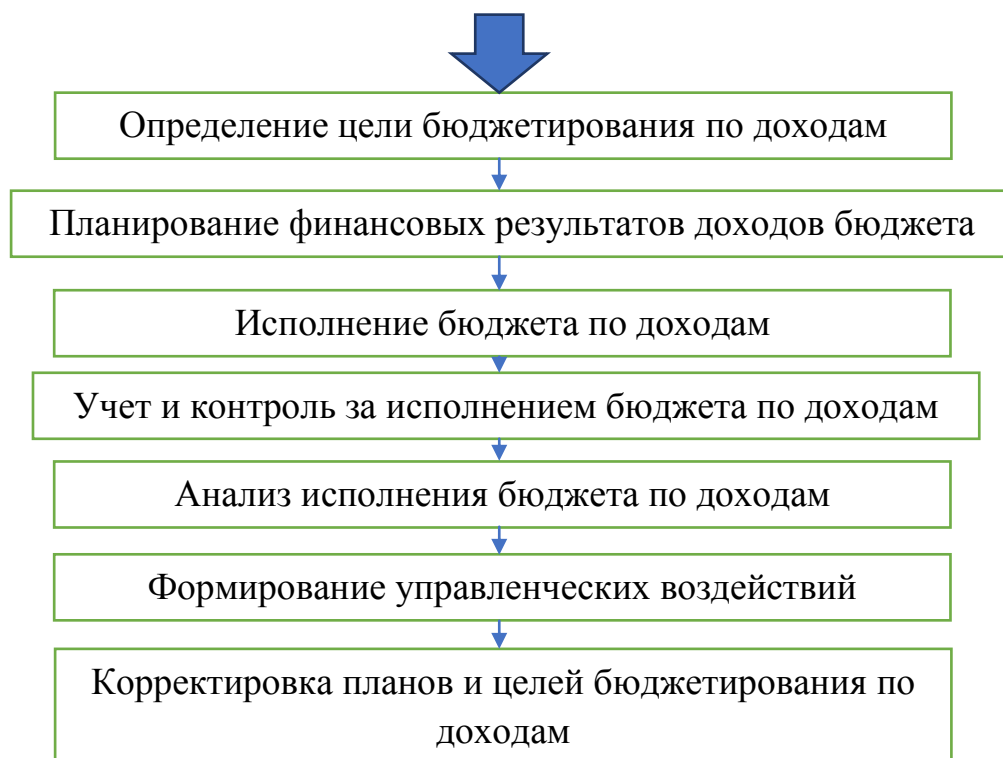 Определение цели бюджетирования по доходам
Планирование финансовых результатов доходов бюджета
Исполнение бюджета по доходам
Учет и контроль за исполнением бюджета по доходам
Анализ исполнения бюджета по доходам
Формирование управленческих воздействий
Корректировка планов и целей бюджетирования по
доходам